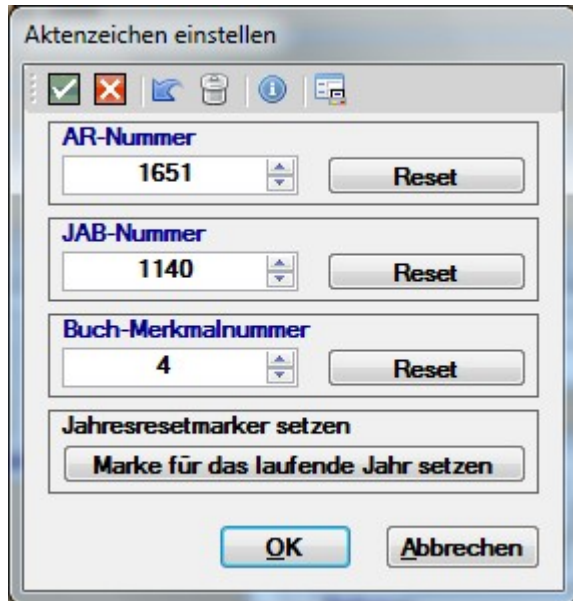 Aktenzeichen einstellen
AR-Nummer
1651
Reset
JAB-Nummer
1140
Reset
Buch-Merkmalnummer
4
Reset
Jahresresetmarker setzen
Marke für das laufende Jahr setzen
OK
Abbrechen